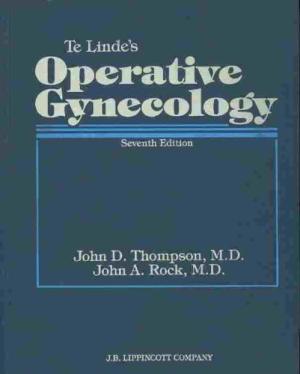 Te Linde's
Operative
Gynecology
Seventh Edition
John D. Thompson, M.D.
John A. Rock, M.D.
J.B. LIPPINCOTT COMPANY